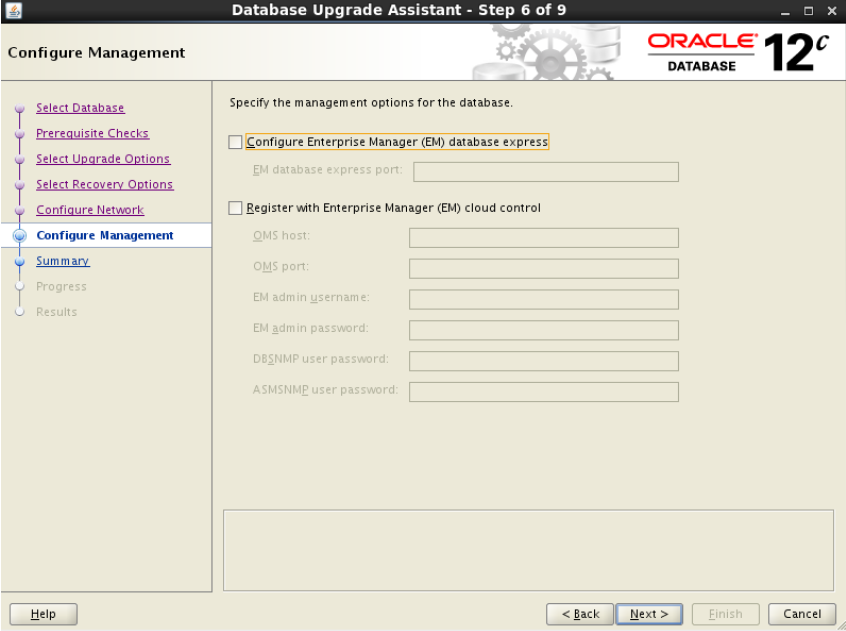 Database Upgrade Assistant - Step 6 of 9
Configure Management
ORACLE
DATABASE
12c
Select Database
Prerequisite Checks
Select Upgrade Options
Select Recovery Options
Configure Network
Configure Management
Summary
Progress
Results
Specify the management options for the database.
Configure Enterprise Manager (EM) database express
EM database express port:
Register with Enterprise Manager (EM) cloud control
OMS host:
OMS port:
EM admin username:
EM admin password:
DBSNMP user password:
ASMSNMP user password:
Help
< Back
Next >
Finish
Cancel